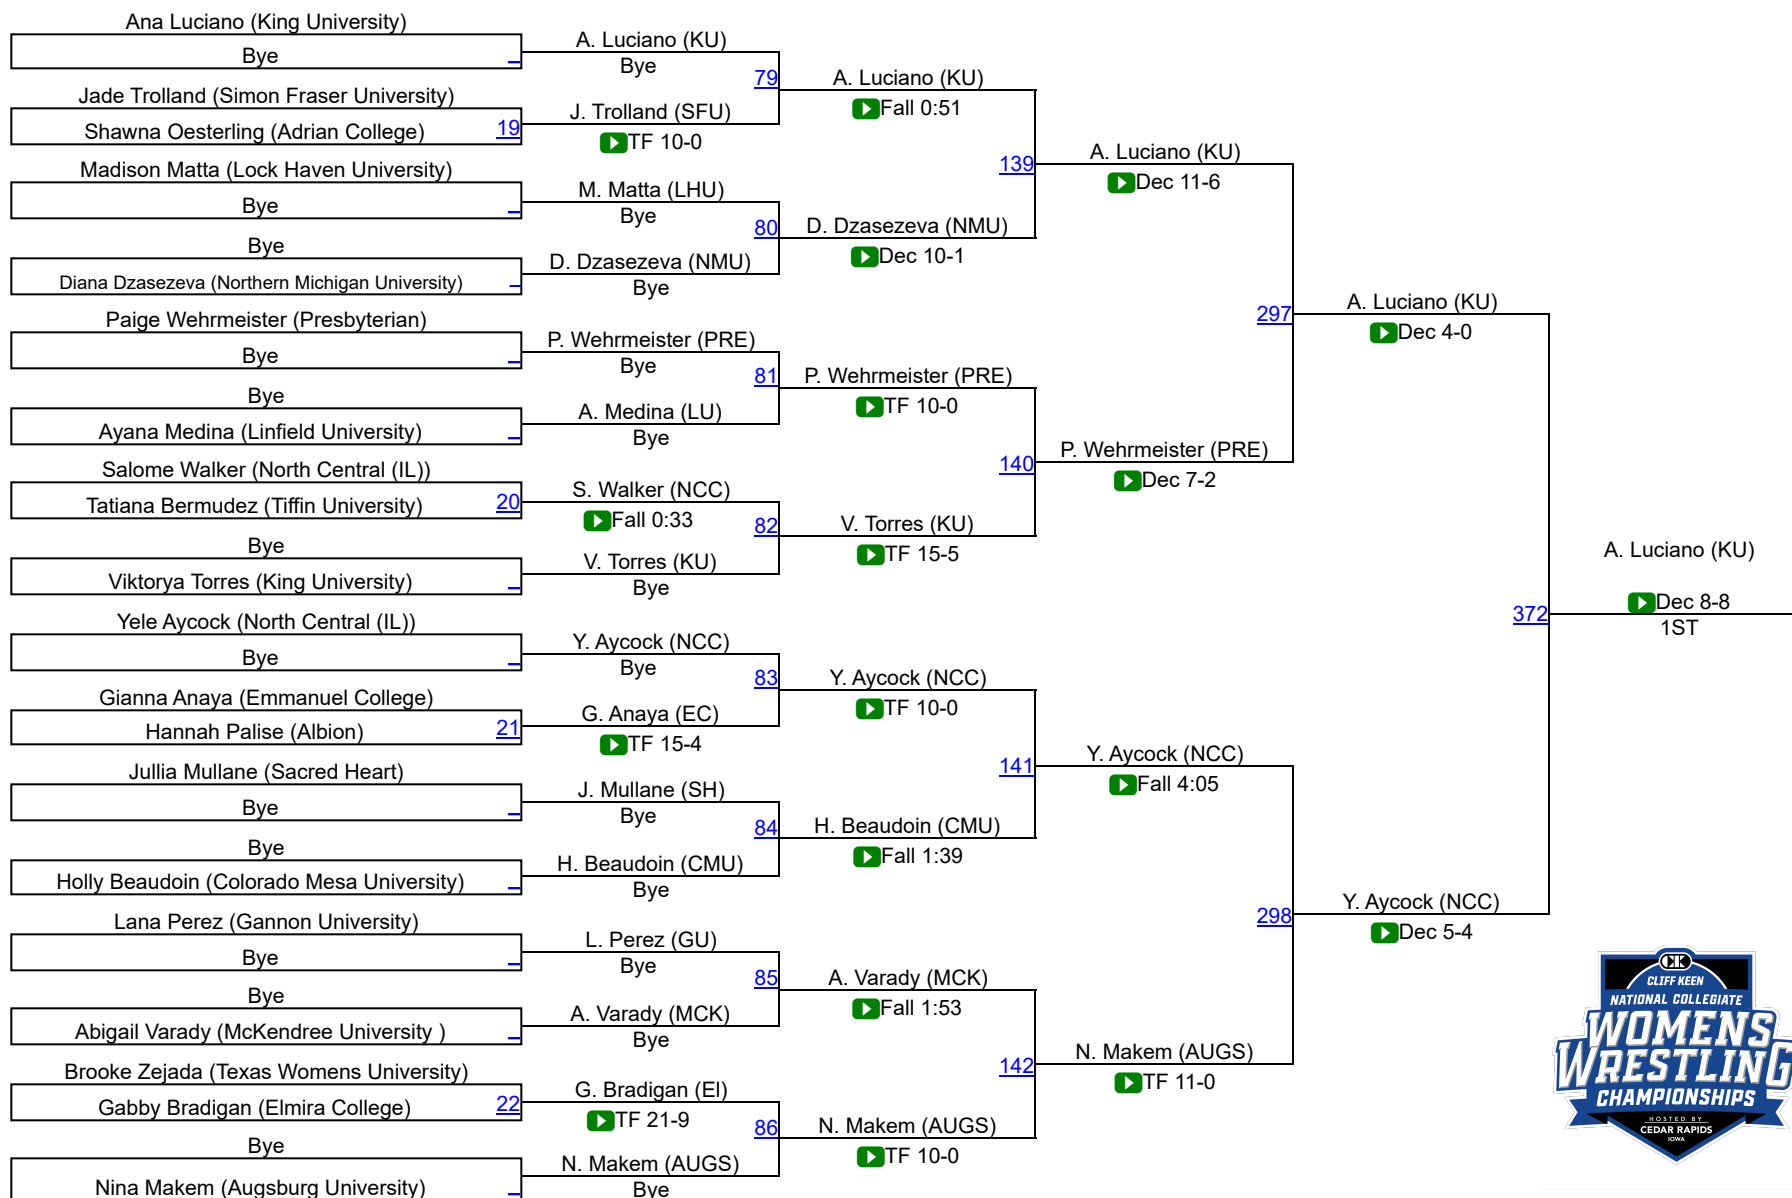 Ana Luciano (King University)
Bye
Jade Trolland (Simon Fraser University)
Shawna Oesterling (Adrian College) 19
Madison Matta (Lock Haven University)
Bye
Bye
Diana Dzasezeva (Northern Michigan University)
Paige Wehrmeister (Presbyterian)
Bye
Bye
Ayana Medina (Linfield University)
Salome Walker (North Central (IL))
Tatiana Bermudez (Tiffin University) 20
Bye
Viktorya Torres (King University)
Yele Aycock (North Central (IL))
Bye
Gianna Anaya (Emmanuel College)
Hannah Palise (Albion) 21
Jullia Mullane (Sacred Heart)
Bye
Bye
Holly Beaudoin (Colorado Mesa University)
Lana Perez (Gannon University)
Bye
Bye
Abigail Varady (McKendree University )
Brooke Zejada (Texas Womens University)
Gabby Bradigan (Elmira College) 22
Bye
Nina Makem (Augsburg University)
A. Luciano (KU)
Bye
79
J. Trolland (SFU)
TF 10-0
M. Matta (LHU)
Bye
80
D. Dzasezeva (NMU)
Bye
P. Wehrmeister (PRE)
Bye
81
A. Medina (LU)
Bye
S. Walker (NCC)
Fall 0:33
82
V. Torres (KU)
Bye
Y. Aycock (NCC)
Bye
83
G. Anaya (EC)
TF 15-4
J. Mullane (SH)
Bye
84
H. Beaudoin (CMU)
Bye
L. Perez (GU)
Bye
85
A. Varady (MCK)
Bye
G. Bradigan (El)
TF 21-9
86
N. Makem (AUGS)
Bye
A. Luciano (KU)
Fall 0:51
139
D. Dzasezeva (NMU)
Dec 10-1
P. Wehrmeister (PRE)
TF 10-0
140
V. Torres (KU)
TF 15-5
Y. Aycock (NCC)
TF 10-0
141
H. Beaudoin (CMU)
Fall 1:39
A. Varady (MCK)
Fall 1:53
142
N. Makem (AUGS)
TF 10-0
A. Luciano (KU)
Dec 11-6
297
P. Wehrmeister (PRE)
Dec 7-2
Y. Aycock (NCC)
Fall 4:05
298
N. Makem (AUGS)
TF 11-0
A. Luciano (KU)
Dec 4-0
372
Y. Aycock (NCC)
Dec 5-4
A. Luciano (KU)
Dec 8-8
1ST
CK
CLIFF KEEN
NATIONAL COLLEGIATE
WOMENS
WRESTLING
CHAMPIONSHIPS
HOSTED BY
CEDAR RAPIDS
IOWA